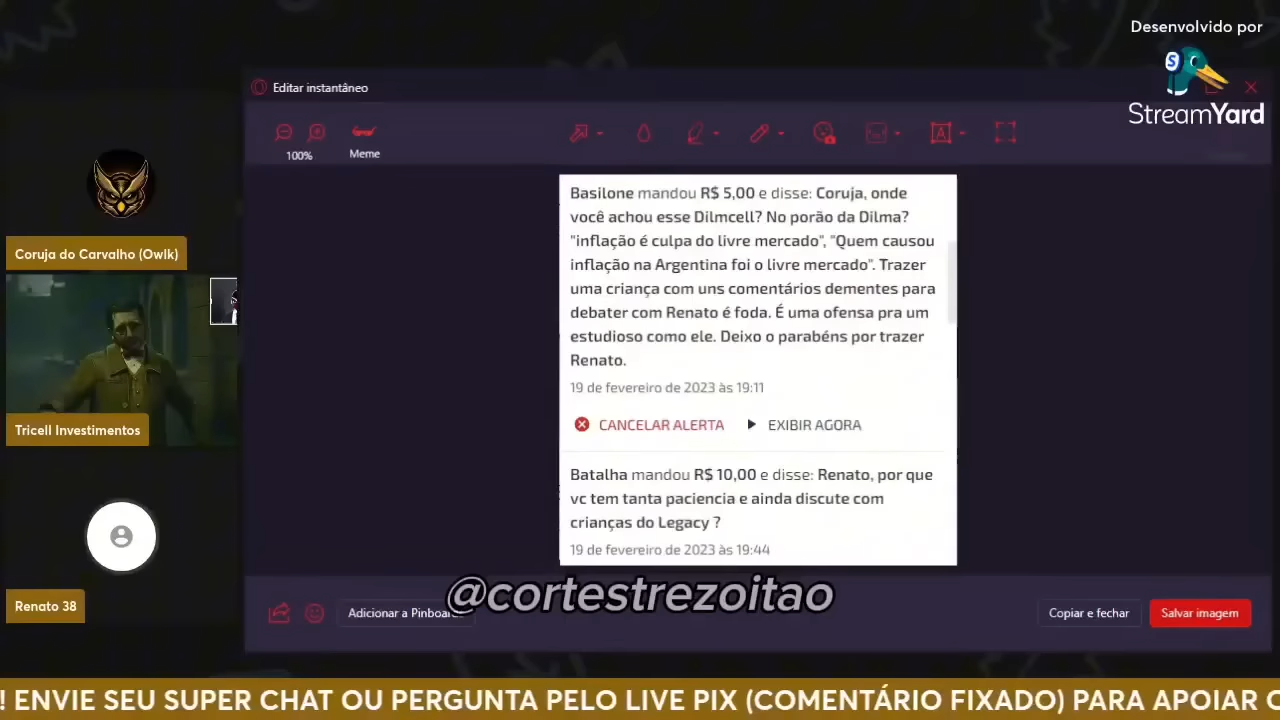 Desenvolvido por
StreamYard
Editar instantâneo
100%
Meme
Coruja do Carvalho (Owlk)
Tricell Investimentos
Renato 38
Basilone mandou R$ 5,00 e disse: Coruja, onde
você achou esse Dilmcell? No porão da Dilma?
"inflação é culpa do livre mercado", "Quem causou
inflação na Argentina foi o livre mercado". Trazer
uma criança com uns comentários dementes para
debater com Renato é foda. É uma ofensa pra um
estudioso como ele. Deixo o parabéns por trazer
Renato.
19 de fevereiro de 2023 às 19:11
CANCELAR ALERTA EXIBIR AGORA
Batalha mandou R$ 10,00 e disse: Renato, por que
vc tem tanta paciencia e ainda discute com
crianças do Legacy ?
19 de fevereiro de 2023 às 19:44
@cortestrezoitao
Adicionar a Pinboard
Copiar e fechar
Salvar imagem
! ENVIE SEU SUPER CHAT OU PERGUNTA PELO LIVE PIX (COMENTÁRIO FIXADO) PARA APOIAR